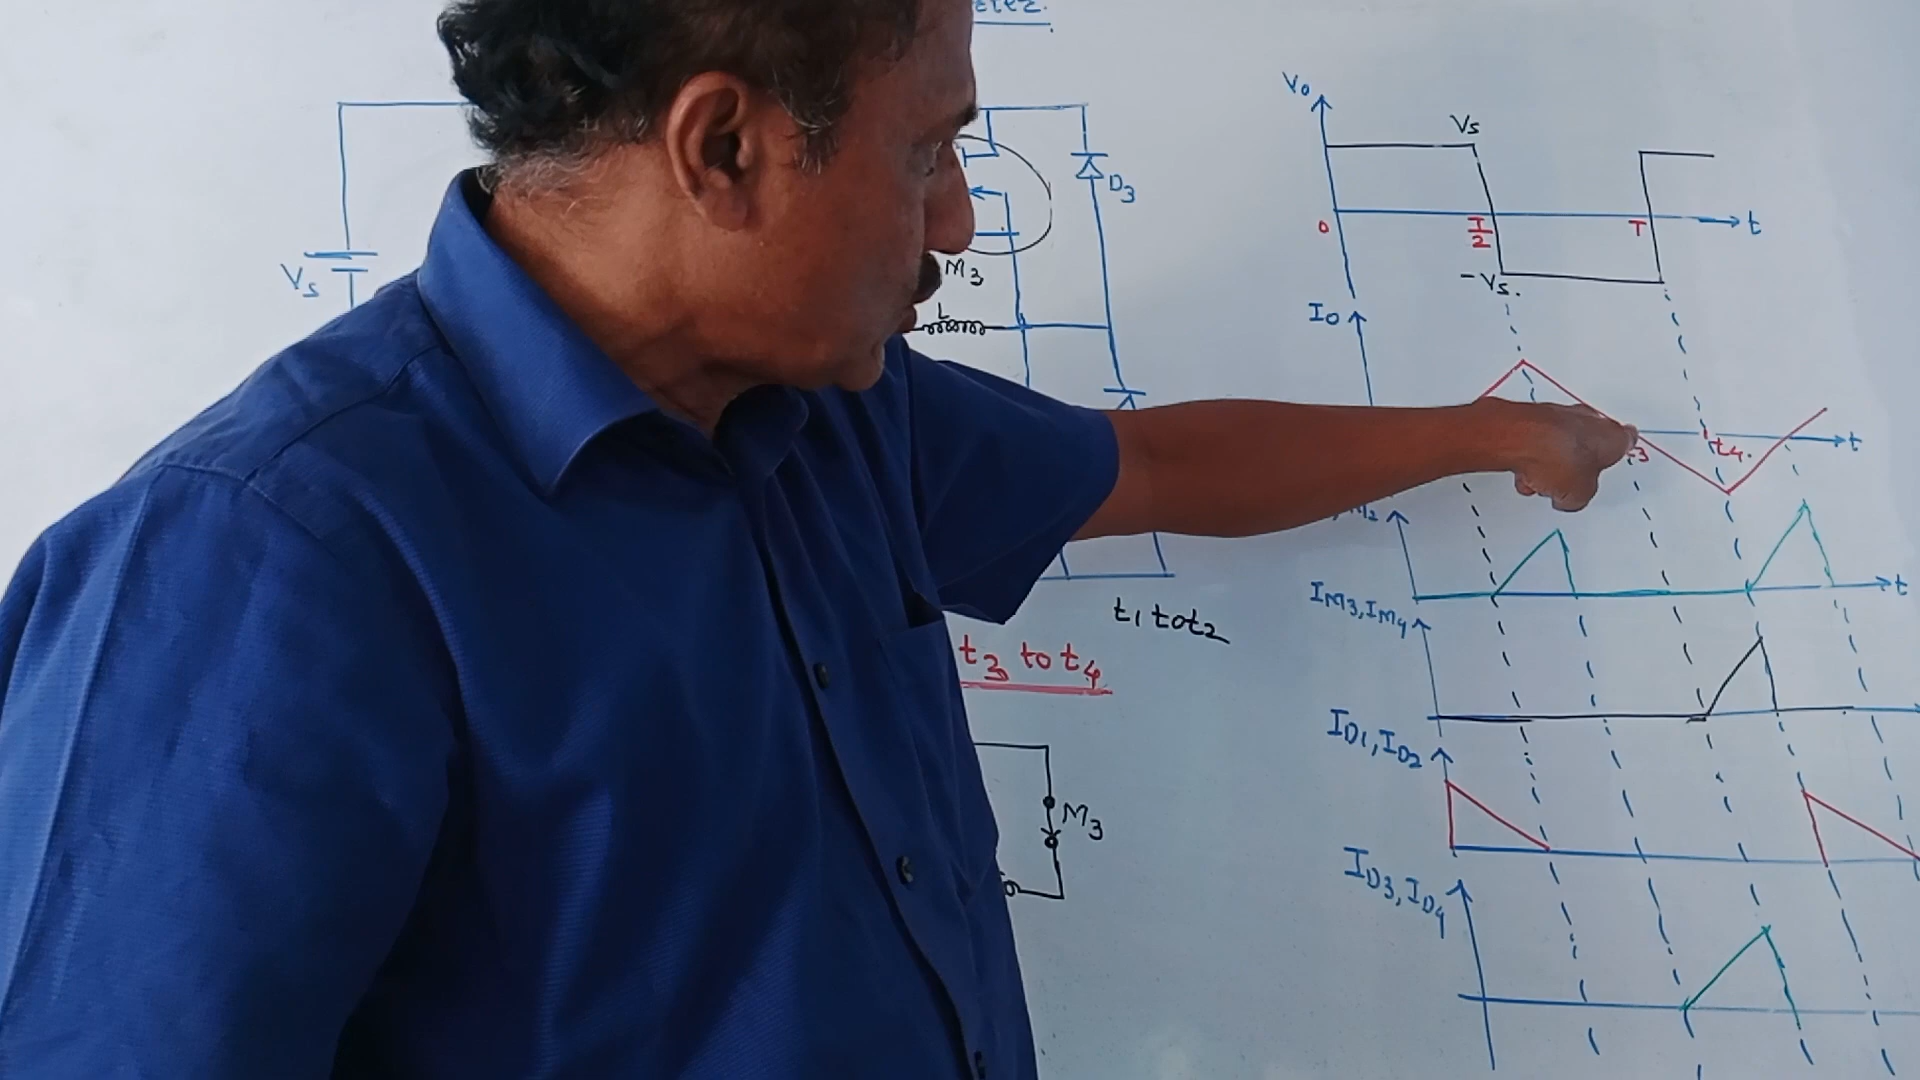 Vs
D3
M3
L
t1 to t2
t3 to t4
M3
Vo
Vs
0
T/2
T
t
-Vs.
Io
t4.
t
t
IM3, IM4
ID1, ID2
ID3, ID4